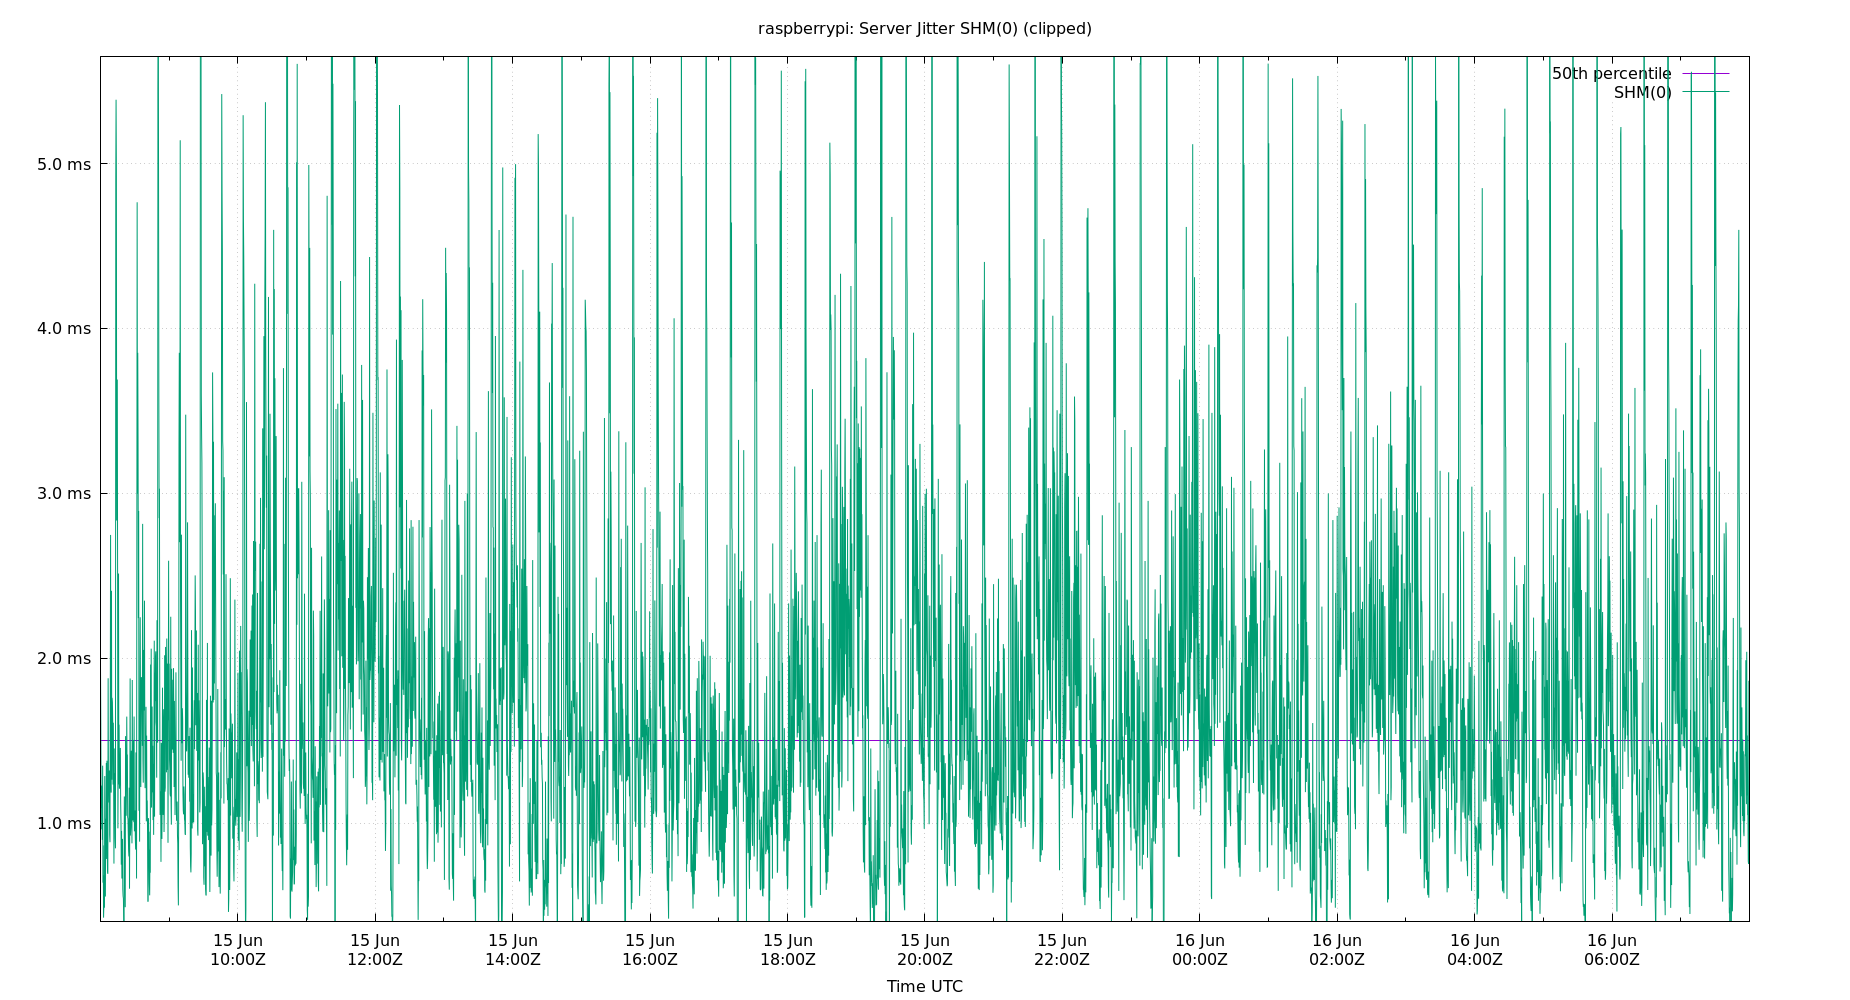 raspberrypi: Server Jitter SHM(0) (clipped)
50th percentile
SHM(0)
5.0 ms
4.0 ms
3.0 ms
2.0 ms
1.0 ms
15 Jun 15 Jun 15 Jun 15 Jun 15 Jun 15 Jun 15 Jun 16 Jun 16 Jun 16 Jun 16 Jun
10:00Z 12:00Z 14:00Z 16:00Z 18:00Z 20:00Z 22:00Z 00:00Z 02:00Z 04:00Z 06:00Z
Time UTC